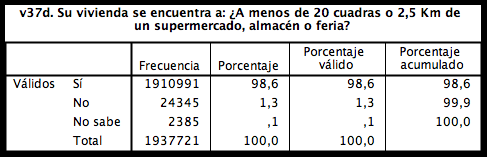 v37d. Su vivienda se encuentra a: ¿A menos de 20 cuadras o 2,5 Km de
un supermercado, almacén o feria?
Frecuencia Porcentaje Porcentaje válido Porcentaje acumulado
Válidos Sí 1910991 98,6 98,6 98,6
No 24345 1,3 1,3 99,9
No sabe 2385 ,1 ,1 100,0
Total 1937721 100,0 100,0